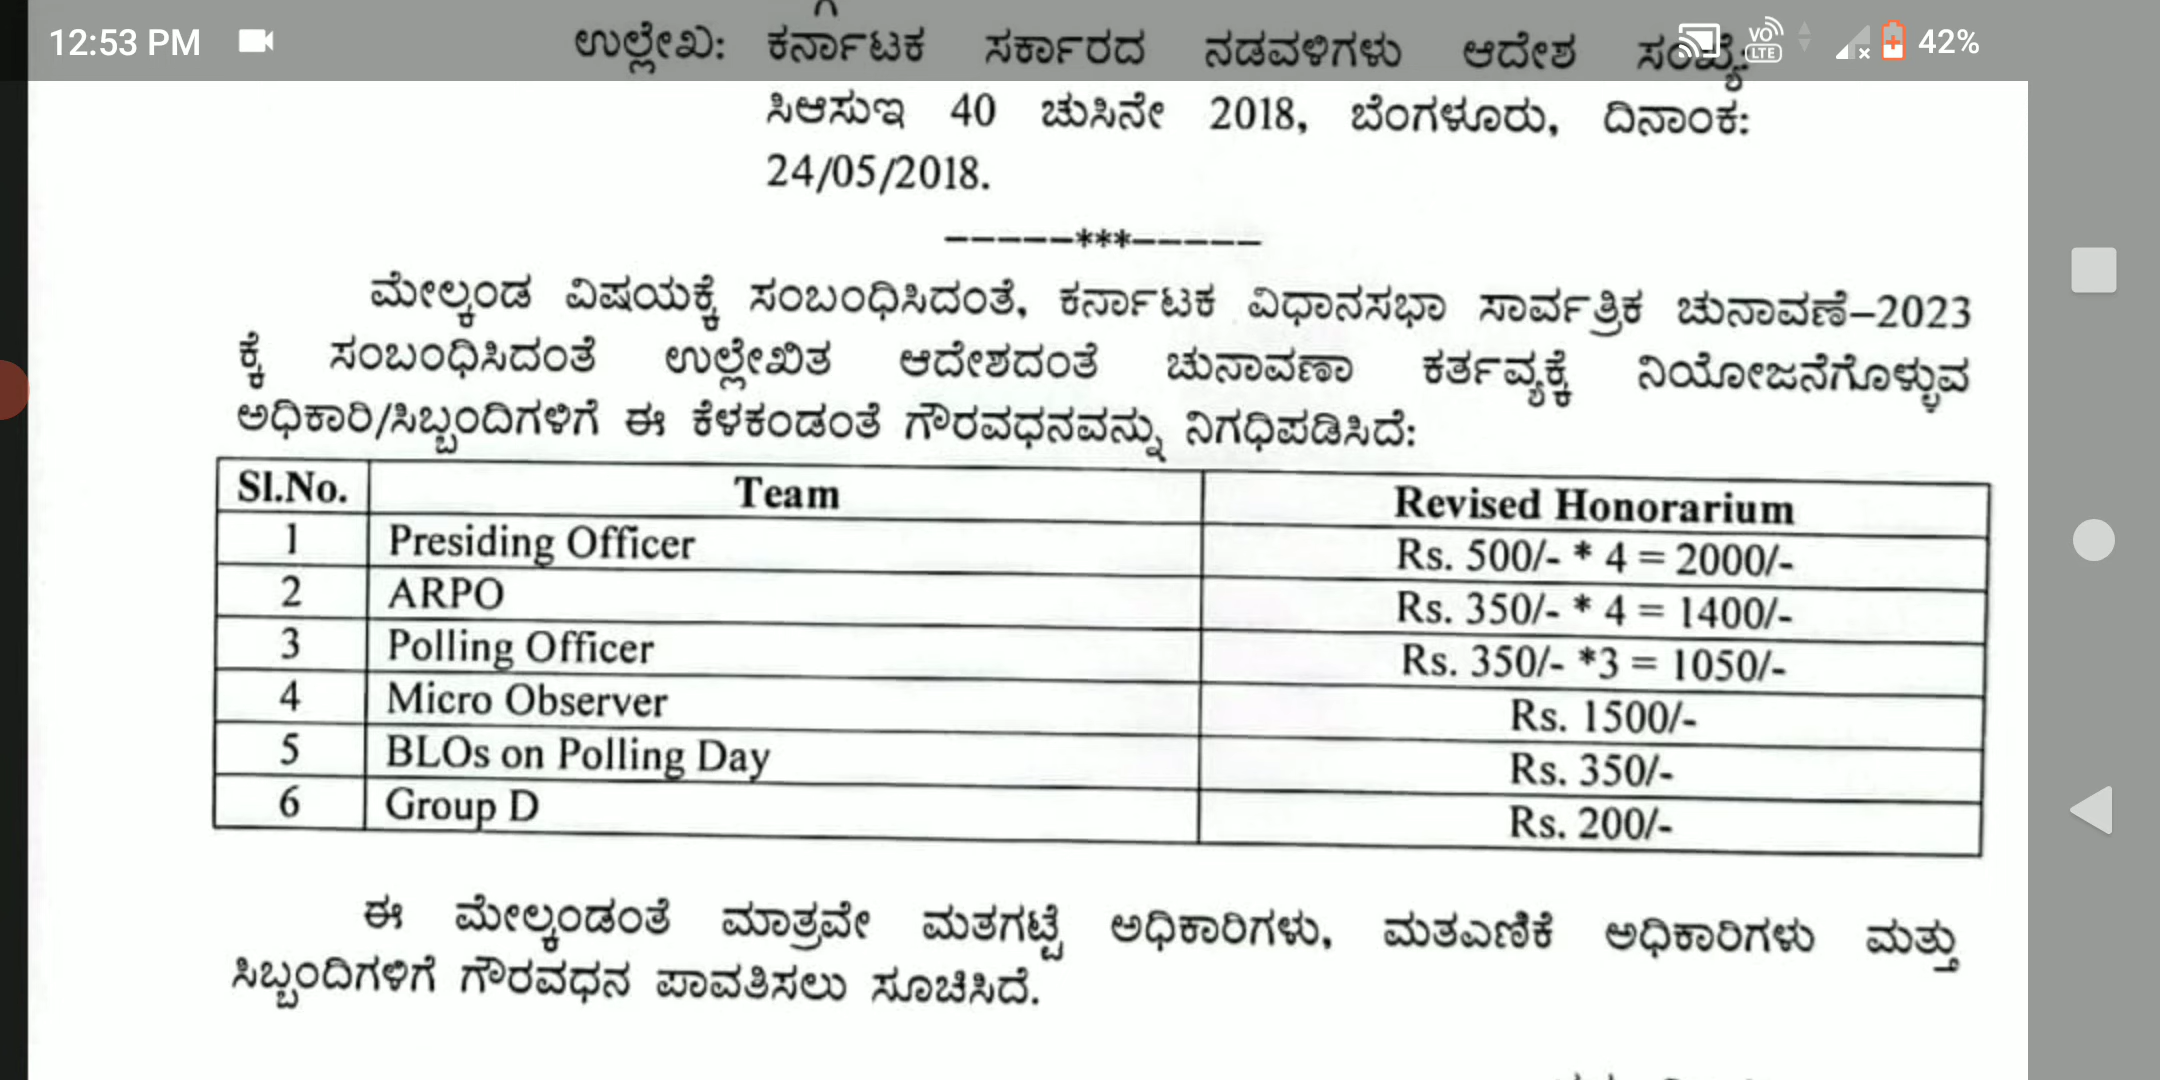 12:53 PM
VO LTE 42%
ಉಲ್ಲೇಖ: ಕರ್ನಾಟಕ ಸರ್ಕಾರದ ನಡವಳಿಗಳು ಆದೇಶ ಸಂಖ್ಯೆ:
ಸಿಆಸುಇ 40 ಚುಸಿನೇ 2018, ಬೆಂಗಳೂರು, ದಿನಾಂಕ:
24/05/2018.
-----***-----
ಮೇಲ್ಕಂಡ ವಿಷಯಕ್ಕೆ ಸಂಬಂಧಿಸಿದಂತೆ, ಕರ್ನಾಟಕ ವಿಧಾನಸಭಾ ಸಾರ್ವತ್ರಿಕ ಚುನಾವಣೆ–2023
ಕ್ಕೆ ಸಂಬಂಧಿಸಿದಂತೆ ಉಲ್ಲೇಖಿತ ಆದೇಶದಂತೆ ಚುನಾವಣಾ ಕರ್ತವ್ಯಕ್ಕೆ ನಿಯೋಜನೆಗೊಳ್ಳುವ
ಅಧಿಕಾರಿ/ಸಿಬ್ಬಂದಿಗಳಿಗೆ ಈ ಕೆಳಕಂಡಂತೆ ಗೌರವಧನವನ್ನು ನಿಗಧಿಪಡಿಸಿದೆ:
Sl.No. Team Revised Honorarium
1 Presiding Officer Rs. 500/- * 4 = 2000/-
2 ARPO Rs. 350/- * 4 = 1400/-
3 Polling Officer Rs. 350/- *3 = 1050/-
4 Micro Observer Rs. 1500/-
5 BLOs on Polling Day Rs. 350/-
6 Group D Rs. 200/-
ಈ ಮೇಲ್ಕಂಡಂತೆ ಮಾತ್ರವೇ ಮತಗಟ್ಟೆ ಅಧಿಕಾರಿಗಳು, ಮತಎಣಿಕೆ ಅಧಿಕಾರಿಗಳು ಮತ್ತು
ಸಿಬ್ಬಂದಿಗಳಿಗೆ ಗೌರವಧನ ಪಾವತಿಸಲು ಸೂಚಿಸಿದೆ.